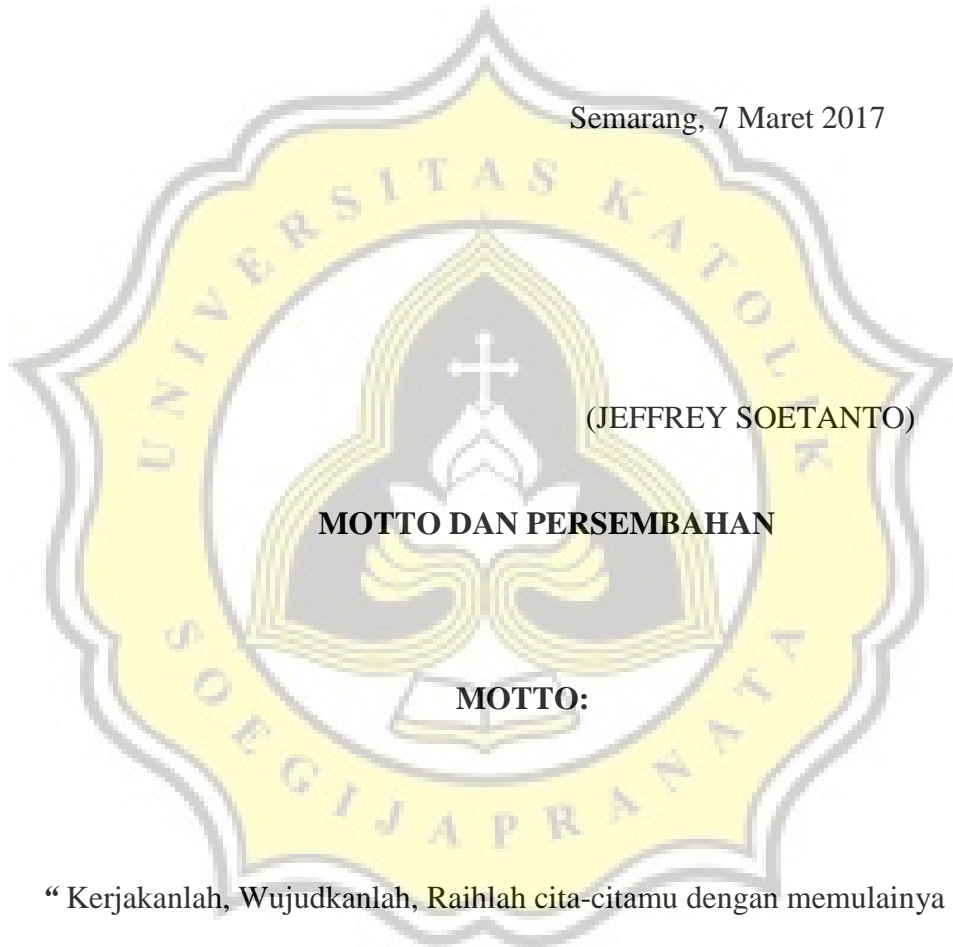 Semarang, 7 Maret 2017
UNIVERSITAS KATOLIK
(JEFFREY SOETANTO)
MOTTO DAN PERSEMBAHAN
MOTTO:
SOEGIJAPRANATA
“ Kerjakanlah, Wujudkanlah, Raihlah cita-citamu dengan memulainya